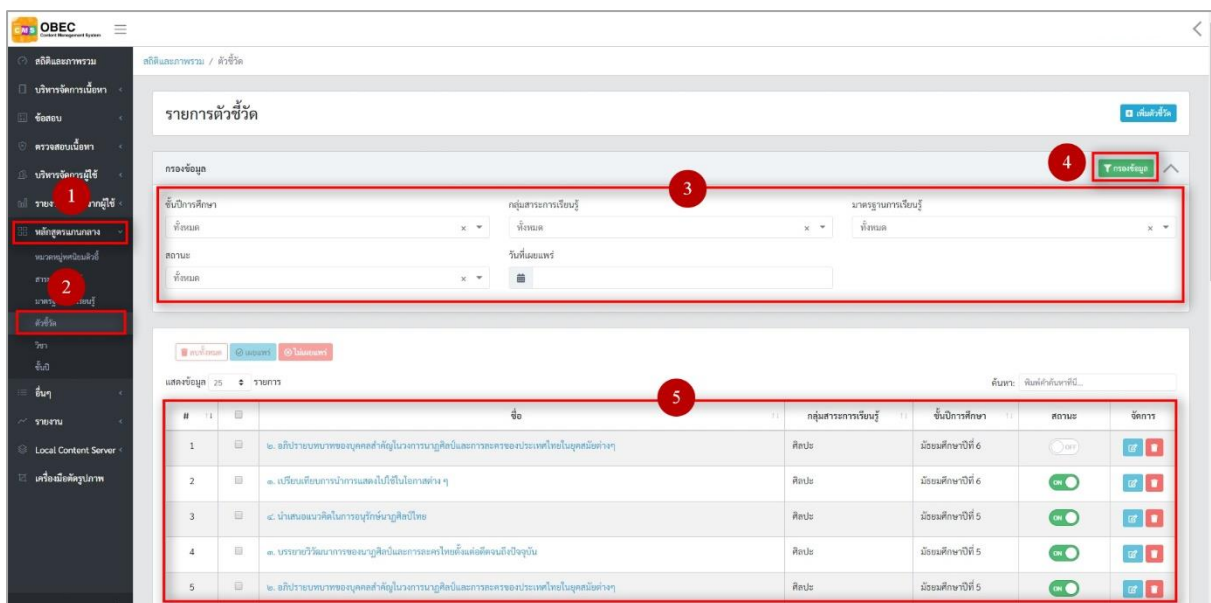 CMS OBEC
Content Management System
สถิติและภาพรวม
บริหารจัดการเนื้อหา
ข้อสอบ
ตรวจสอบเนื้อหา
บริหารจัดการผู้ใช้
1
หลักสูตรแกนกลาง
หมวดหมู่ทศนิยมดิวอี้
2
ตัวชี้วัด
วิชา
ชั้นปี
อื่นๆ
รายงาน
Local Content Server
เครื่องมือตัดรูปภาพ
สถิติและภาพรวม / ตัวชี้วัด
รายการตัวชี้วัด
เพิ่มตัวชี้วัด
กรองข้อมูล
4
กรองข้อมูล
3
ชั้นปีการศึกษา กลุ่มสาระการเรียนรู้ มาตรฐานการเรียนรู้
ทั้งหมด × ทั้งหมด × ทั้งหมด ×
สถานะ วันที่เผยแพร่
ทั้งหมด ×
ลบทั้งหมด เผยแพร่ ไม่เผยแพร่
แสดงข้อมูล 25 รายการ ค้นหา: พิมพ์คำค้นหาที่นี่...
5
# ชื่อ กลุ่มสาระการเรียนรู้ ชั้นปีการศึกษา สถานะ จัดการ
1 ๒. อภิปรายบทบาทของบุคคลสำคัญในวงการนาฏศิลป์และการละครของประเทศไทยในยุคสมัยต่างๆ ศิลปะ มัธยมศึกษาปีที่ 6 OFF
2 ๓. เปรียบเทียบการนำการแสดงไปใช้ในโอกาสต่าง ๆ ศิลปะ มัธยมศึกษาปีที่ 6 ON
3 ๔. นำเสนอแนวคิดในการอนุรักษ์นาฏศิลป์ไทย ศิลปะ มัธยมศึกษาปีที่ 5 ON
4 ๓. บรรยายวิวัฒนาการของนาฏศิลป์และการละครไทยตั้งแต่อดีตจนถึงปัจจุบัน ศิลปะ มัธยมศึกษาปีที่ 5 ON
5 ๒. อภิปรายบทบาทของบุคคลสำคัญในวงการนาฏศิลป์และการละครของประเทศไทยในยุคสมัยต่างๆ ศิลปะ มัธยมศึกษาปีที่ 5 ON